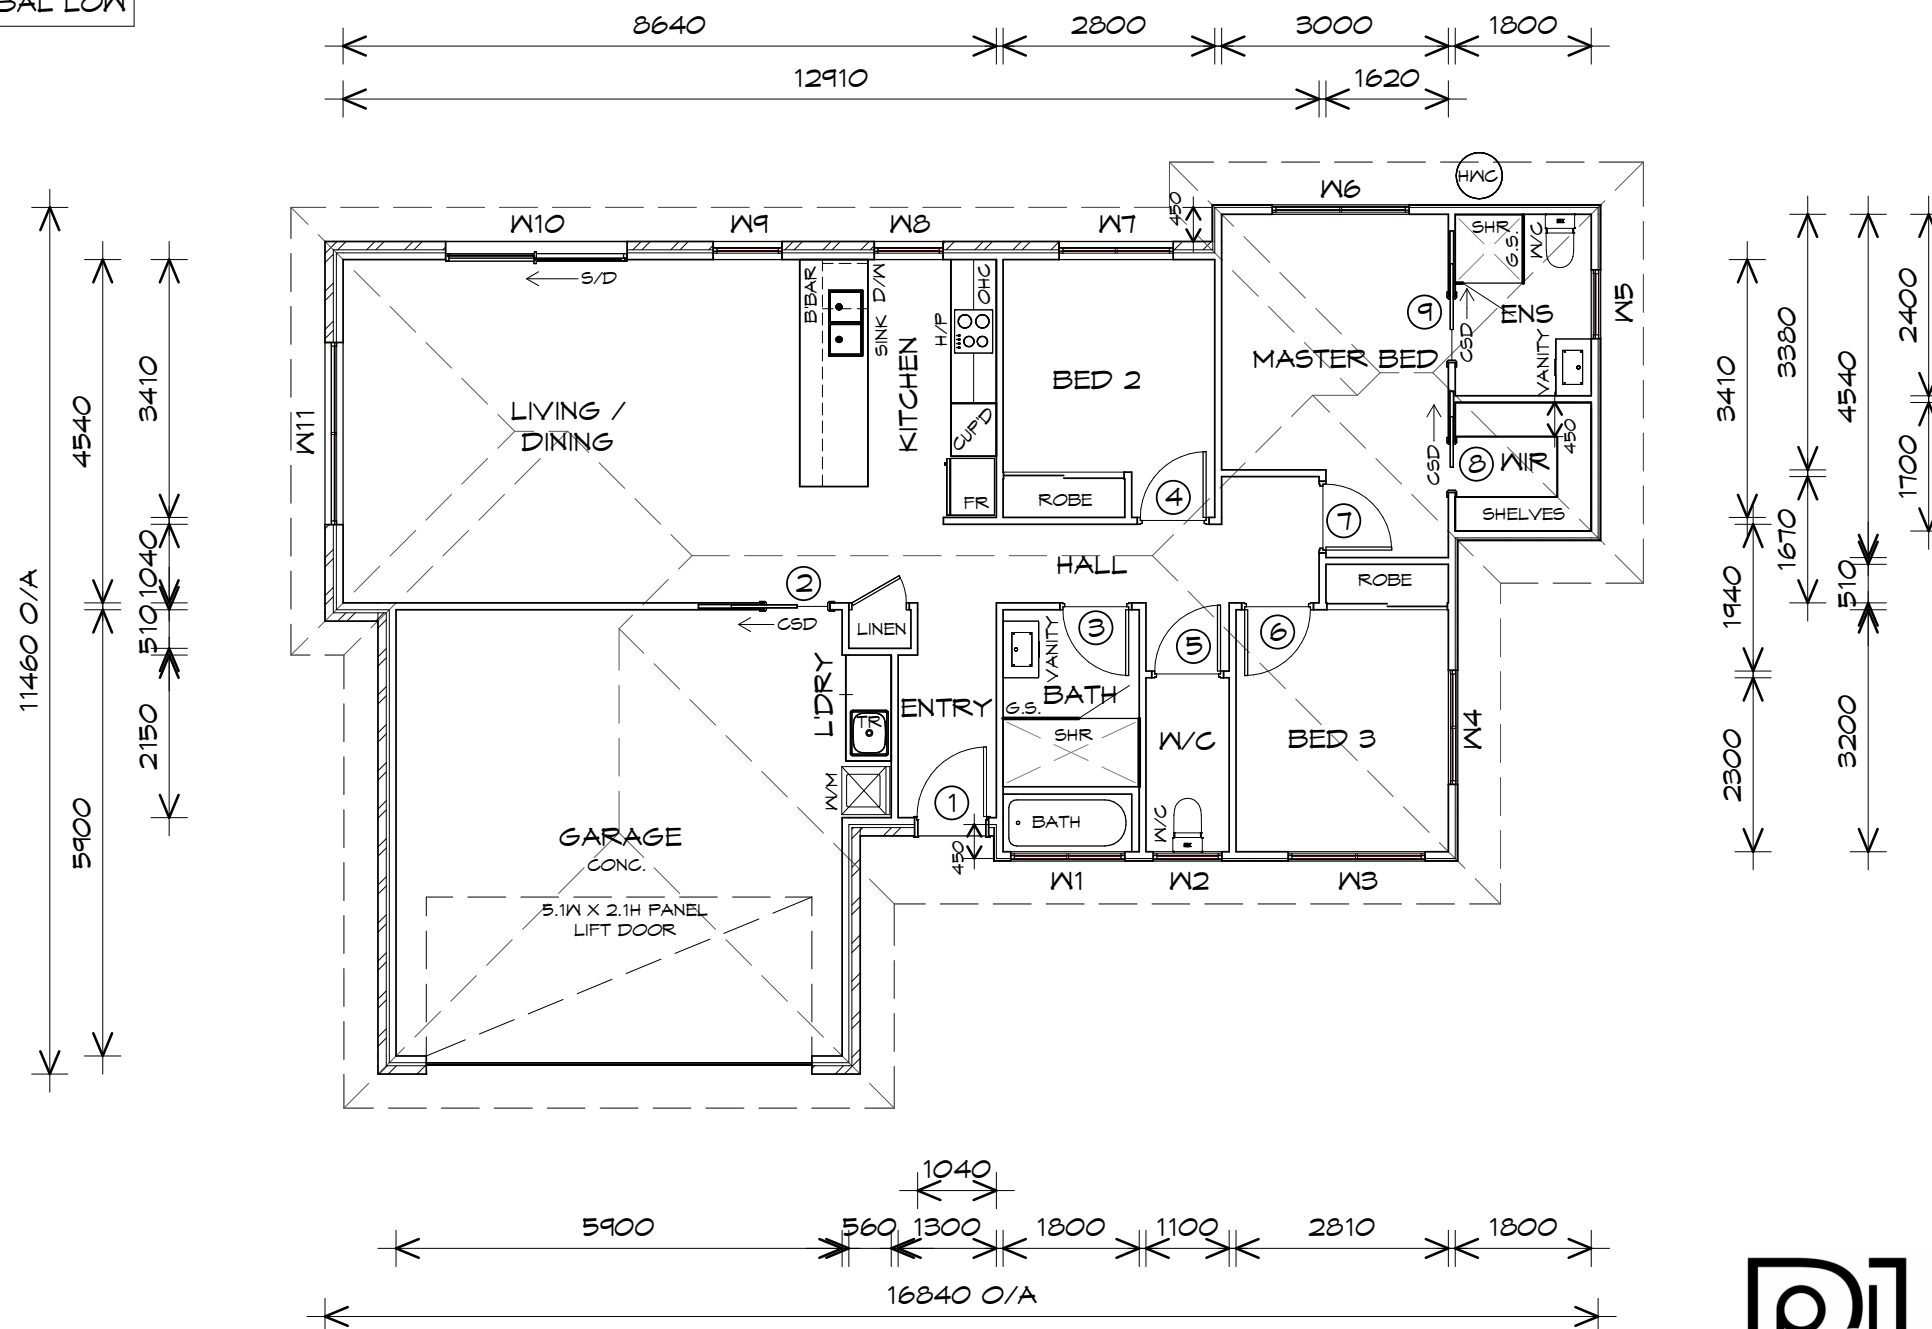 BAL LOW
8640
2800
3000
1800
12910
1620
HWC
W6
W10
W9
W8
W7
450
S/D
B'BAR
SINK
D/W
H/P
OHC
SHR
G.S.
W/C
W5
9
CSD
ENS
KITCHEN
BED 2
MASTER BED
VANITY
W11
LIVING /
DINING
CUP'D
FR
ROBE
4
CSD
8
WIR
450
SHELVES
7
HALL
ROBE
2
CSD
LINEN
3
VANITY
5
6
L'DRY
TR
ENTRY
G.S.
BATH
SHR
W/C
BED 3
W4
W/M
1
BATH
W/C
450
GARAGE
CONC.
5.1W X 2.1H PANEL
LIFT DOOR
W1
W2
W3
11460 O/A
4540
5900
3410
1040
510
2150
3410
1940
2300
3380
1670
4540
510
3200
2400
1700
1040
5900
560
1300
1800
1100
2810
1800
16840 O/A